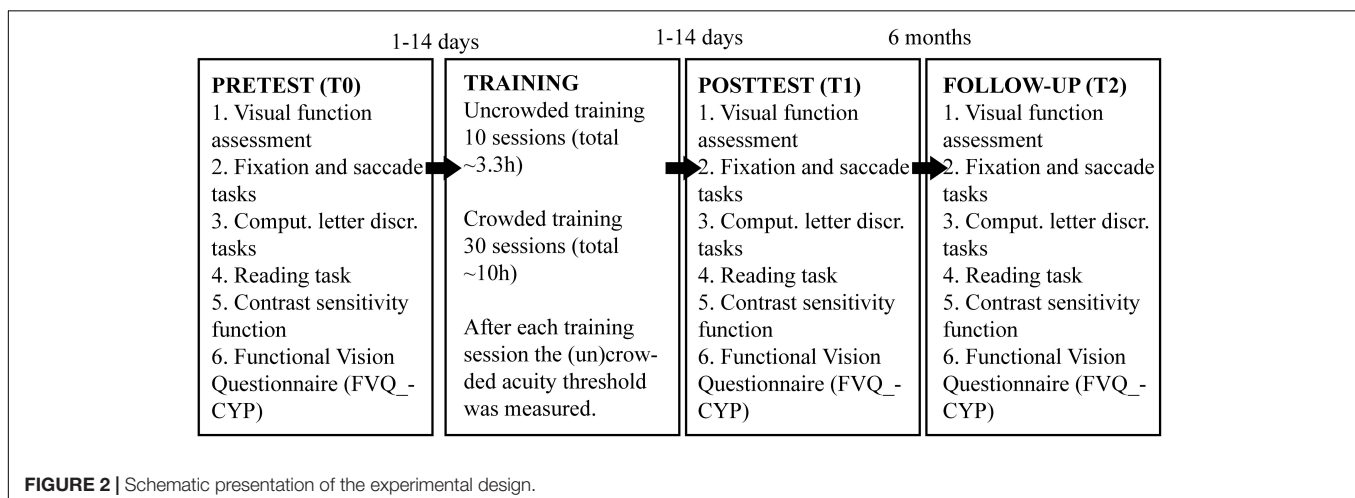 1-14 days
1-14 days
6 months
PRETEST (T0)
1. Visual function
assessment
2. Fixation and saccade
tasks
3. Comput. letter discr.
tasks
4. Reading task
5. Contrast sensitivity
function
6. Functional Vision
Questionnaire (FVQ_-
CYP)
TRAINING
Uncrowded training
10 sessions (total
~3.3h)
Crowded training
30 sessions (total
~10h)
After each training
session the (un)crow-
ded acuity threshold
was measured.
POSTTEST (T1)
1. Visual function
assessment
2. Fixation and saccade
tasks
3. Comput. letter discr.
tasks
4. Reading task
5. Contrast sensitivity
function
6. Functional Vision
Questionnaire (FVQ_-
CYP)
FOLLOW-UP (T2)
1. Visual function
assessment
2. Fixation and saccade
tasks
3. Comput. letter discr.
tasks
4. Reading task
5. Contrast sensitivity
function
6. Functional Vision
Questionnaire (FVQ_-
CYP)
FIGURE 2 | Schematic presentation of the experimental design.